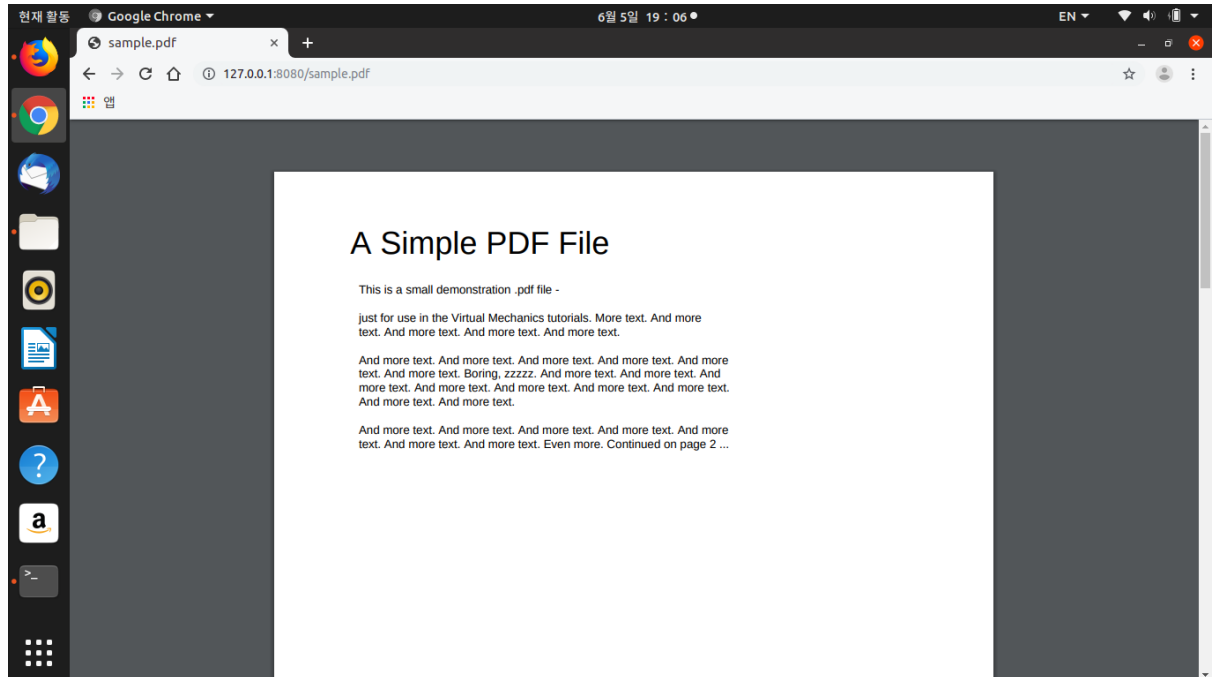 현재 활동 Google Chrome 6월 5일 19 : 06 EN
sample.pdf
127.0.0.1:8080/sample.pdf
앱
A Simple PDF File
This is a small demonstration .pdf file -
just for use in the Virtual Mechanics tutorials. More text. And more
text. And more text. And more text. And more text.
And more text. And more text. And more text. And more text. And more
text. And more text. Boring, zzzzz. And more text. And more text. And
more text. And more text. And more text. And more text. And more text.
And more text. And more text.
And more text. And more text. And more text. And more text. And more
text. And more text. And more text. Even more. Continued on page 2 ...